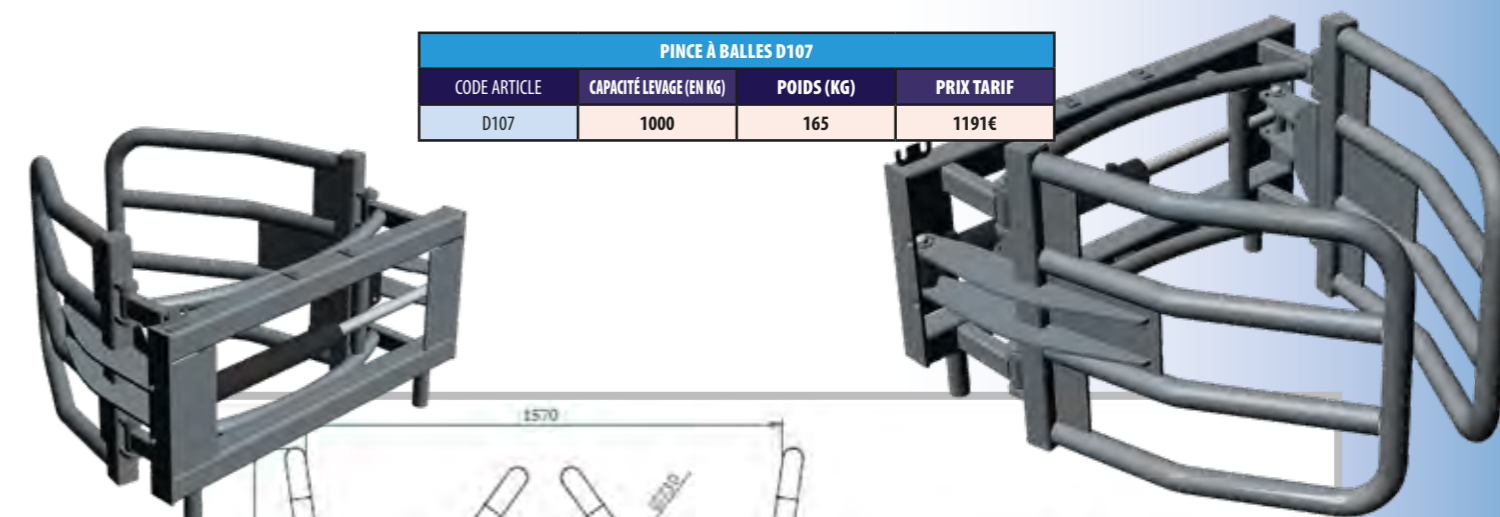 PINCE À BALLES D107
CODE ARTICLE CAPACITÉ LEVAGE (EN KG) POIDS (KG) PRIX TARIF
D107 1000 165 1191€
1570